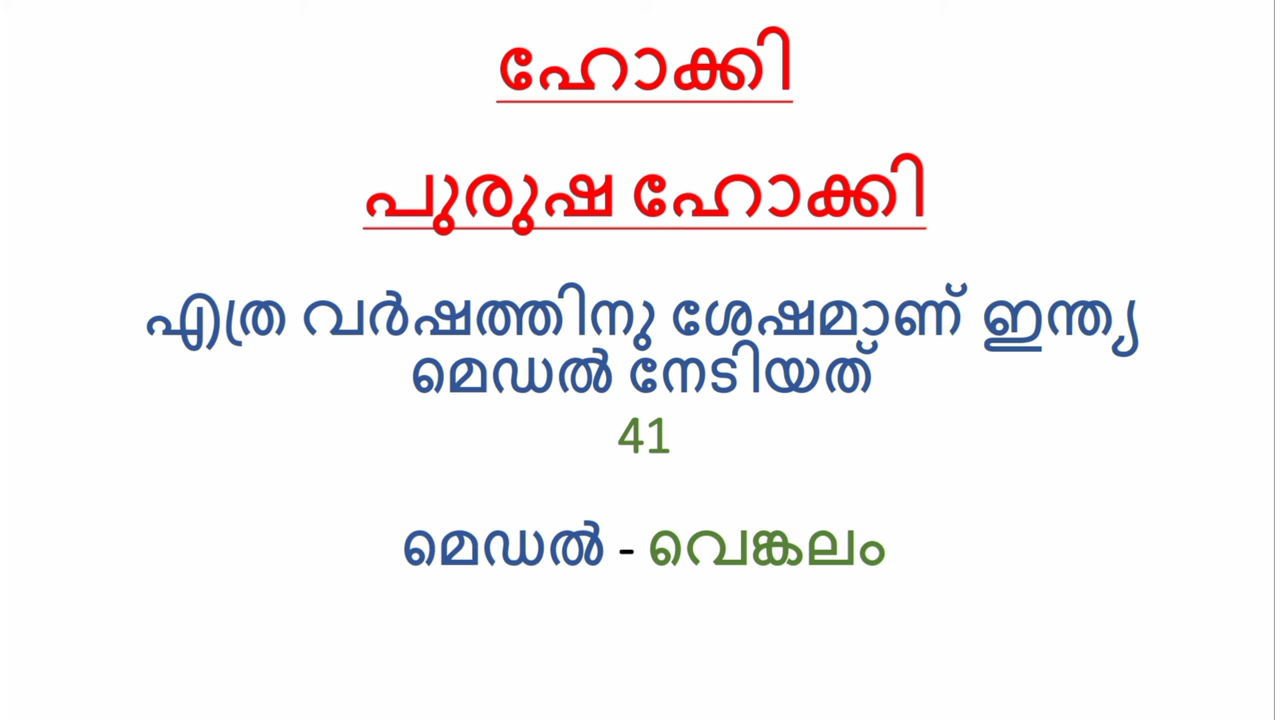 ഹോക്കി
പുരുഷ ഹോക്കി
എത്ര വർഷത്തിനു ശേഷമാണ് ഇന്ത്യ
മെഡൽ നേടിയത്
41
മെഡൽ - വെങ്കലം